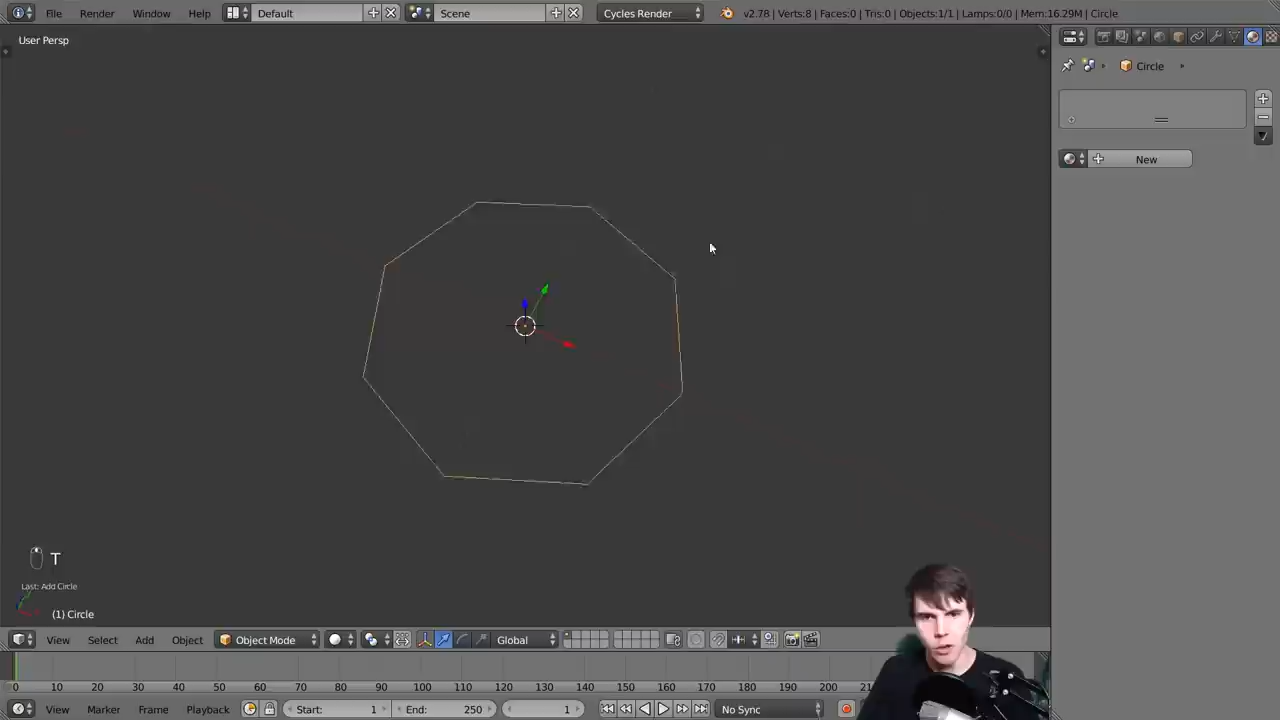 File Render Window Help Default Scene Cycles Render v2.78 | Verts:8 | Faces:0 | Tris:0 | Objects:1/1 | Lamps:0/0 | Mem:16.29M | Circle
User Persp
Circle
New
T
Last: Add Circle
(1) Circle
View Select Add Object Object Mode Global
0 10 20 30 40 50 60 70 80 90 100 110 120 130 140 150 160 170 180 190 200 21
View Marker Frame Playback Start: 1 End: 250 1 No Sync